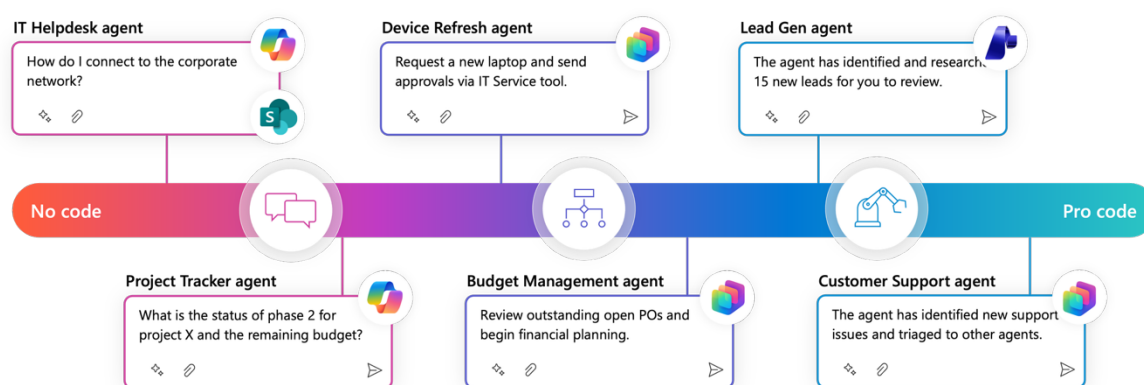 IT Helpdesk agent
How do I connect to the corporate
network?
S
Device Refresh agent
Request a new laptop and send
approvals via IT Service tool.
Lead Gen agent
The agent has identified and research
15 new leads for you to review.
No code
Pro code
Project Tracker agent
What is the status of phase 2 for
project X and the remaining budget?
Budget Management agent
Review outstanding open POs and
begin financial planning.
Customer Support agent
The agent has identified new support
issues and triaged to other agents.